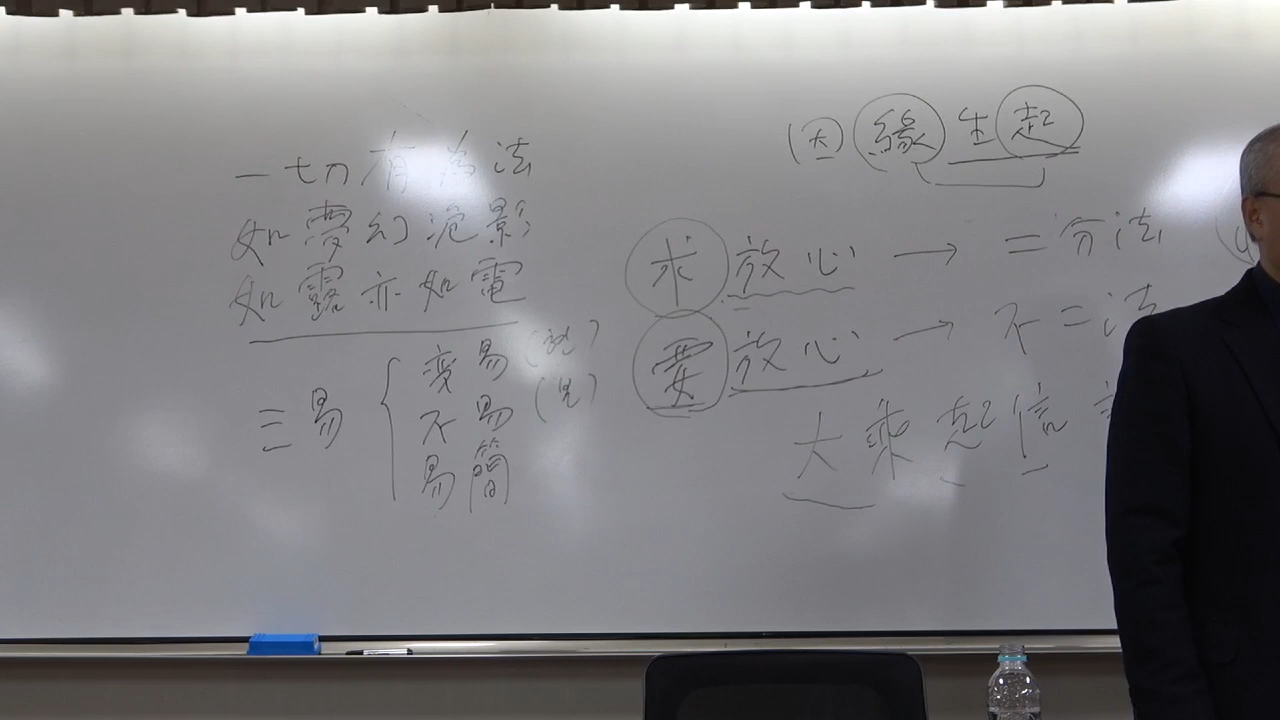 一切有為法
如夢幻泡影
如露亦如電
三易
変易
不易
易簡
因 緣 生 起
求 放心 → 二分法
要 放心 → 不二法
大乘起信